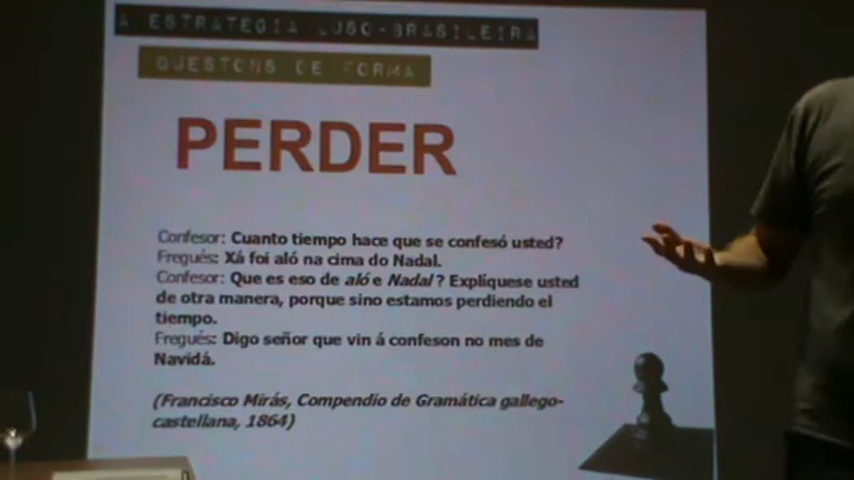 A ESTRATÉGIA LUSO-BRASILEIRA
QUESTONS DE FORMA
PERDER
Confesor: Cuanto tiempo hace que se confesó usted?
Fregués: Xá foi aló na cima do Nadal.
Confesor: Que es eso de aló e Nadal? Explíquese usted
de otra manera, porque sino estamos perdiendo el
tiempo.
Fregués: Digo señor que vin á confeson no mes de
Navidá.
(Francisco Mirás, Compendio de Gramática gallego-
castellana, 1864)